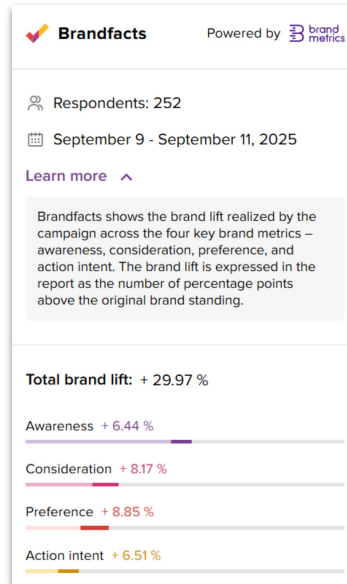 Brandfacts
Powered by brand metrics
Respondents: 252
September 9 - September 11, 2025
Learn more
Brandfacts shows the brand lift realized by the
campaign across the four key brand metrics –
awareness, consideration, preference, and
action intent. The brand lift is expressed in the
report as the number of percentage points
above the original brand standing.
Total brand lift: + 29.97 %
Awareness + 6.44 %
Consideration + 8.17 %
Preference + 8.85 %
Action intent + 6.51 %